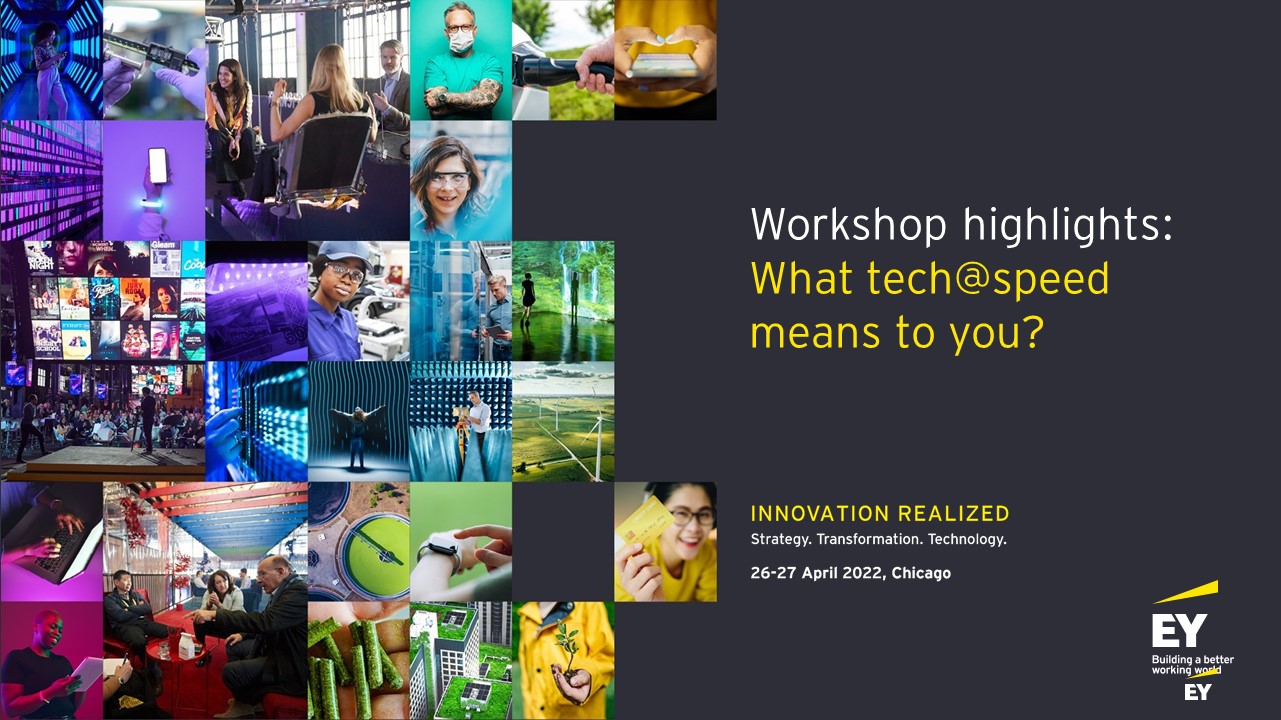 Workshop highlights:
What tech@speed
means to you?
INNOVATION REALIZED
Strategy. Transformation. Technology.
26-27 April 2022, Chicago
EY
Building a better
working world
EY
Gleam